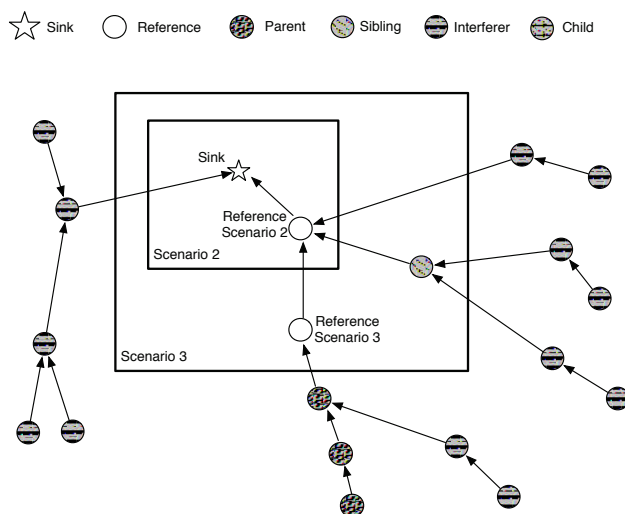 Sink Reference Parent Sibling Interferer Child
Sink
Reference
Scenario 2
Scenario 2
Reference
Scenario 3
Scenario 3